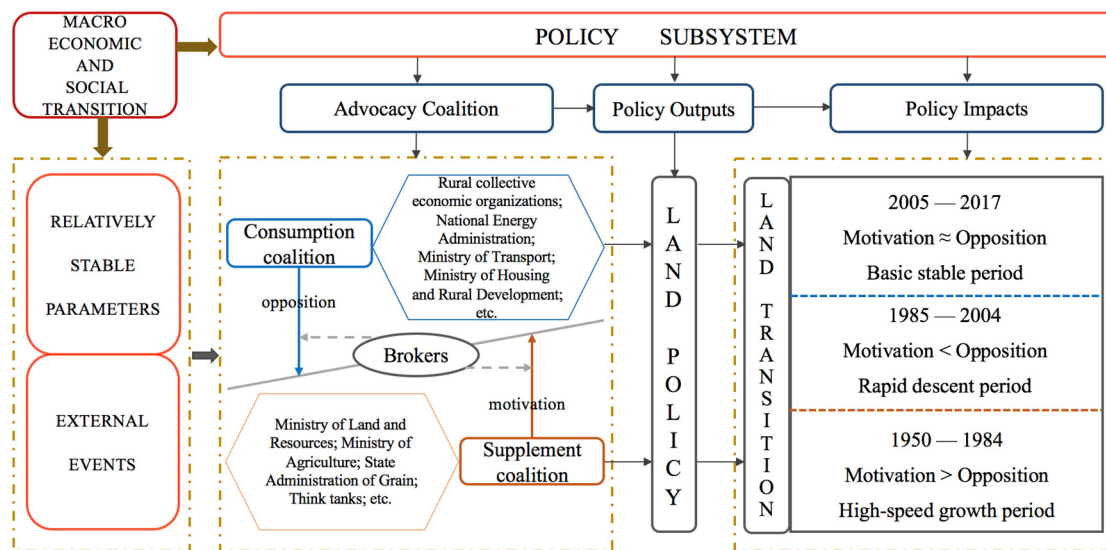 MACRO
ECONOMIC
AND
SOCIAL
TRANSITION
POLICY SUBSYSTEM
Advocacy Coalition
Policy Outputs
Policy Impacts
RELATIVELY
STABLE
PARAMETERS
EXTERNAL
EVENTS
Consumption
coalition
Rural collective
economic organizations;
National Energy
Administration;
Ministry of Transport;
Ministry of Housing
and Rural Development;
etc.
opposition
Brokers
motivation
Ministry of Land and
Resources; Ministry of
Agriculture; State
Administration of Grain;
Think tanks; etc.
Supplement
coalition
LAND POLICY
LAND TRANSITION
2005 — 2017
Motivation ≈ Opposition
Basic stable period
1985 — 2004
Motivation < Opposition
Rapid descent period
1950 — 1984
Motivation > Opposition
High-speed growth period